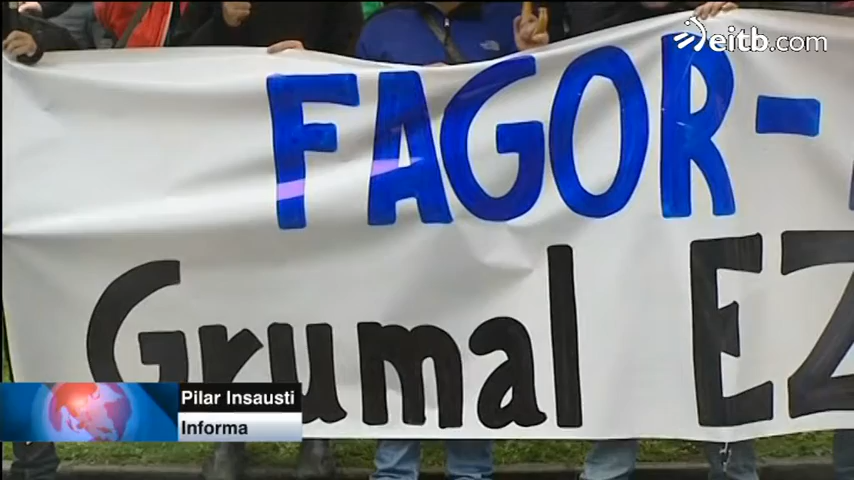 eitb.com
FAGOR-
Grumal EZ
Pilar Insausti
Informa